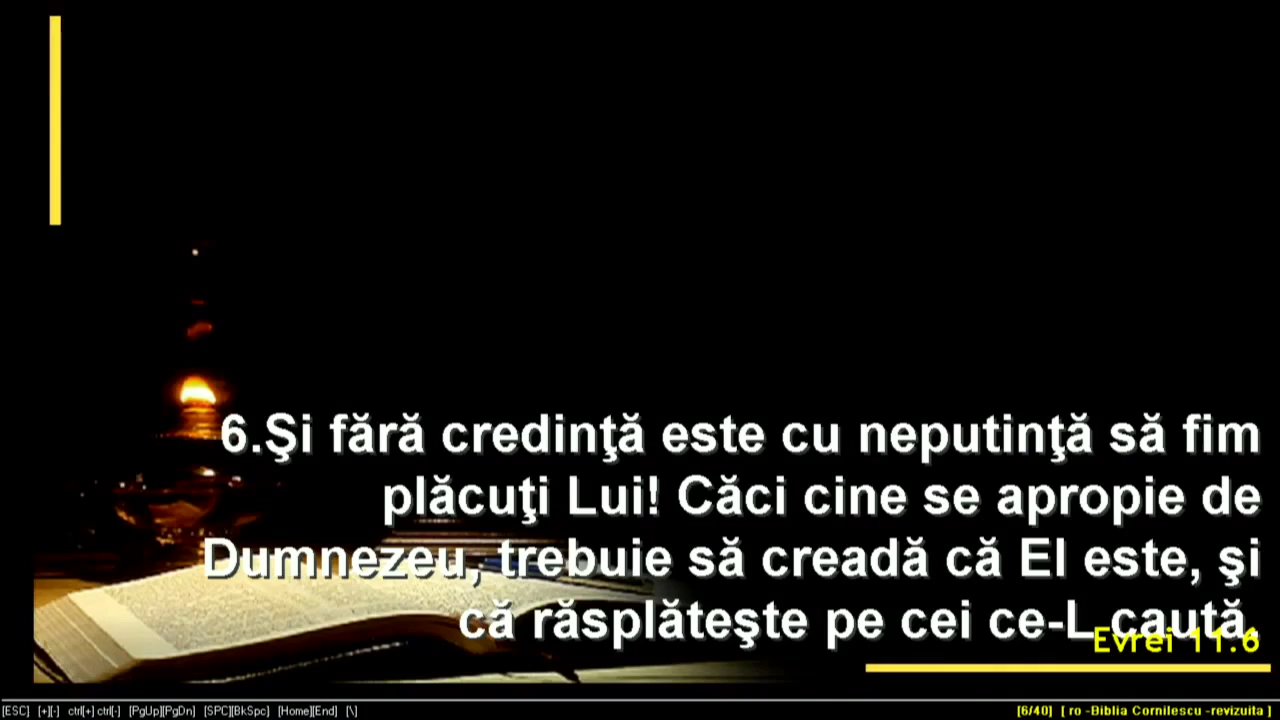 6.Şi fără credinţă este cu neputinţă să fim
plăcuţi Lui! Căci cine se apropie de
Dumnezeu, trebuie să creadă că El este, şi
că răsplăteşte pe cei ce-L caută.
Evrei 11:6
[ESC] [+][-] ctrl[+] ctrl[-] [PgUp][PgDn] [SPC][BkSpc] [Home][End] [\] [6/40] [ ro -Biblia Cornilescu -revizuita ]